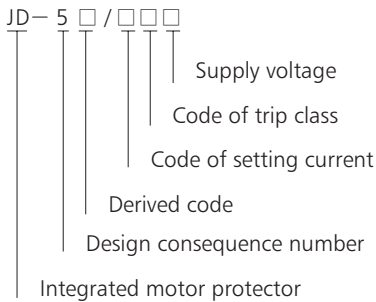 JD－5 □ / □ □ □
Supply voltage
Code of trip class
Code of setting current
Derived code
Design consequence number
Integrated motor protector